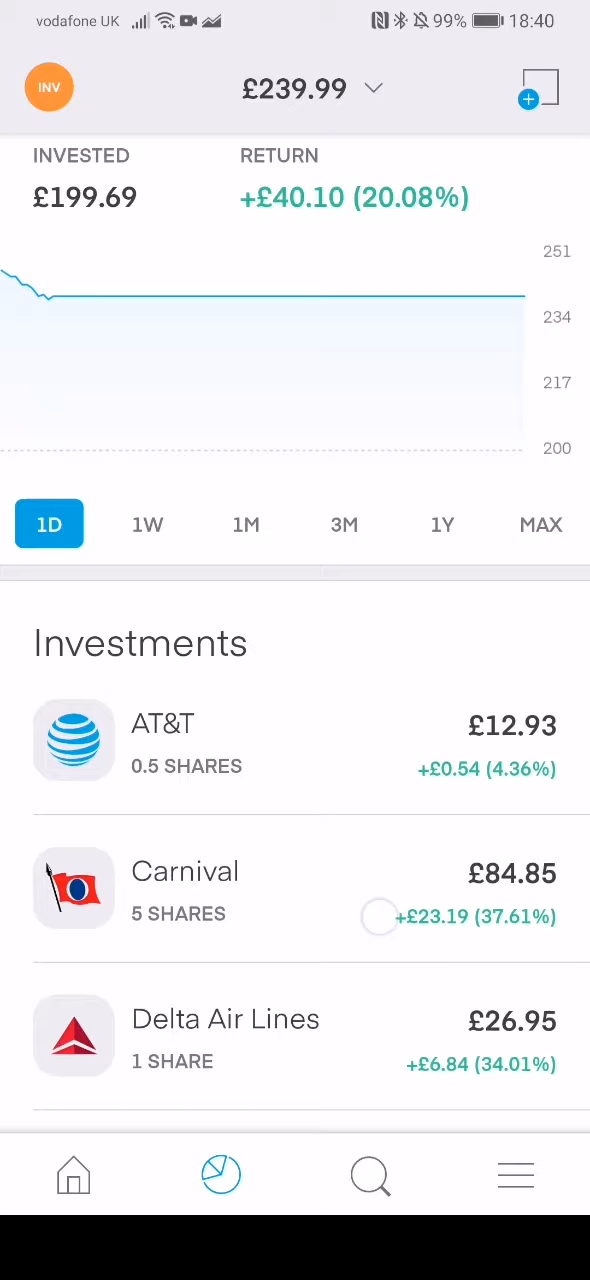 vodafone UK 99% 18:40
INV £239.99
INVESTED RETURN
£199.69 +£40.10 (20.08%)
251
234
217
200
1D 1W 1M 3M 1Y MAX
Investments
AT&T £12.93
0.5 SHARES +£0.54 (4.36%)
Carnival £84.85
5 SHARES +£23.19 (37.61%)
Delta Air Lines £26.95
1 SHARE +£6.84 (34.01%)